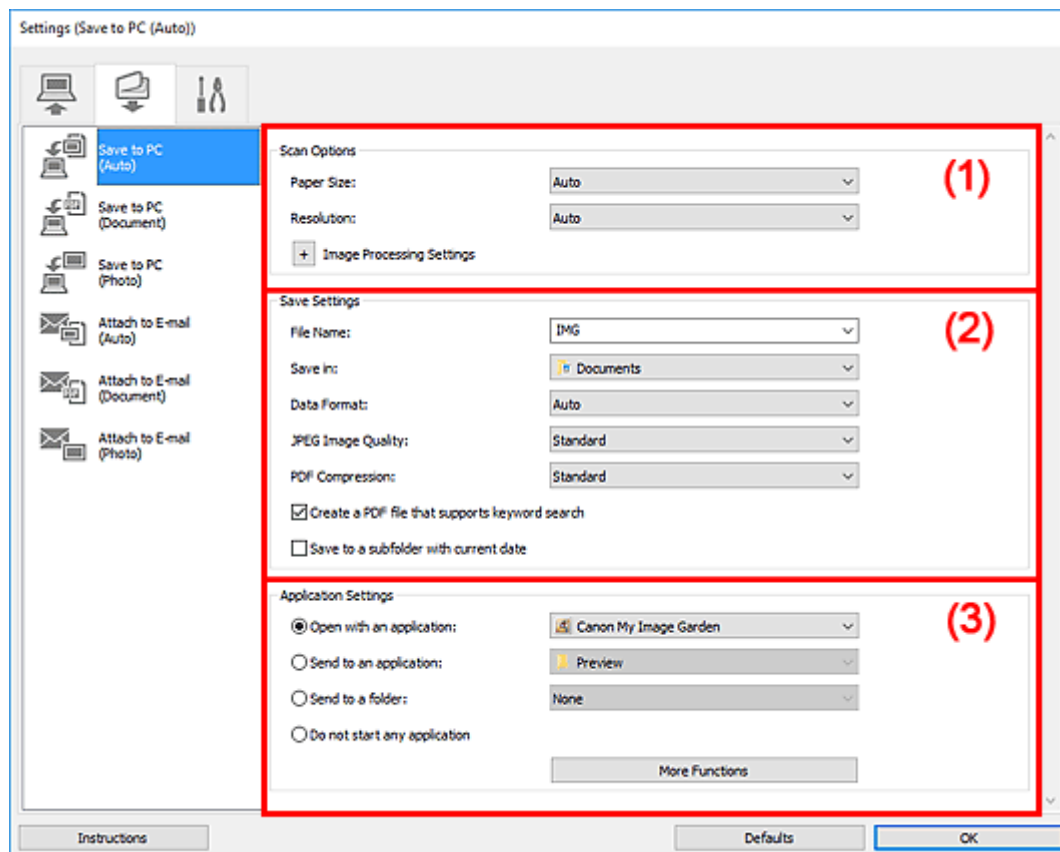 Settings (Save to PC (Auto))
Save to PC
(Auto)
Save to PC
(Document)
Save to PC
(Photo)
Attach to E-mail
(Auto)
Attach to E-mail
(Document)
Attach to E-mail
(Photo)
Scan Options
(1)
Paper Size: Auto
Resolution: Auto
+ Image Processing Settings
Save Settings
(2)
File Name: IMG
Save in: Documents
Data Format: Auto
JPEG Image Quality: Standard
PDF Compression: Standard
Create a PDF file that supports keyword search
Save to a subfolder with current date
Application Settings
(3)
Open with an application: Canon My Image Garden
Send to an application: Preview
Send to a folder: None
Do not start any application
More Functions
Instructions Defaults OK